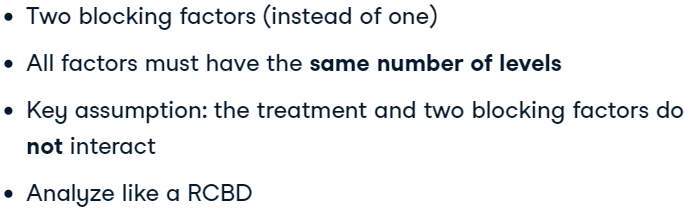 • Two blocking factors (instead of one)
• All factors must have the same number of levels
• Key assumption: the treatment and two blocking factors do
not interact
• Analyze like a RCBD